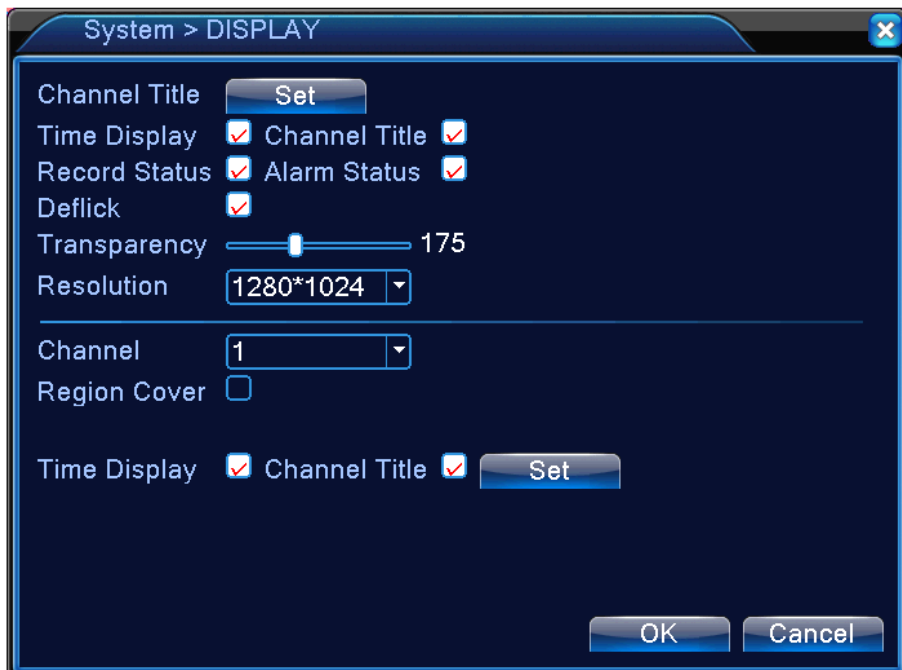 System > DISPLAY
Channel Title Set
Time Display Channel Title
Record Status Alarm Status
Deflick
Transparency 175
Resolution 1280*1024
Channel 1
Region Cover
Time Display Channel Title Set
OK Cancel